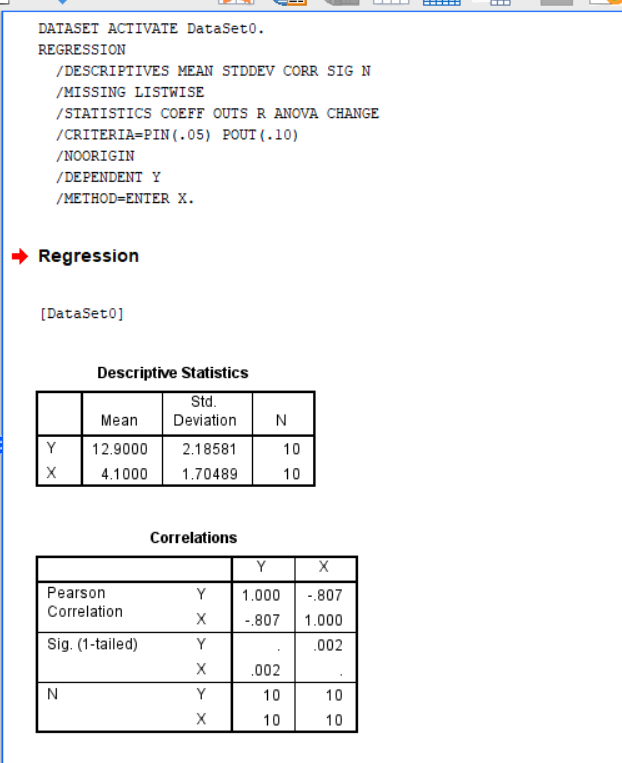 DATASET ACTIVATE DataSet0.
REGRESSION
/DESCRIPTIVES MEAN STDDEV CORR SIG N
/MISSING LISTWISE
/STATISTICS COEFF OUTS R ANOVA CHANGE
/CRITERIA=PIN(.05) POUT(.10)
/NOORIGIN
/DEPENDENT Y
/METHOD=ENTER X.
Regression
[DataSet0]
Descriptive Statistics
Mean Std. Deviation N
Y 12.9000 2.18581 10
X 4.1000 1.70489 10
Correlations
Y X
Pearson Correlation Y 1.000 -.807
X -.807 1.000
Sig. (1-tailed) Y . .002
X .002 .
N Y 10 10
X 10 10